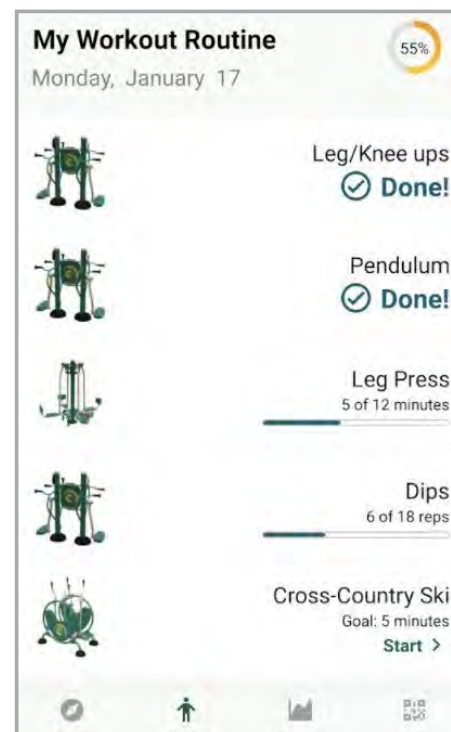 My Workout Routine
55%
Monday, January 17
Leg/Knee ups
Done!
Pendulum
Done!
Leg Press
5 of 12 minutes
Dips
6 of 18 reps
Cross-Country Ski
Goal: 5 minutes
Start >